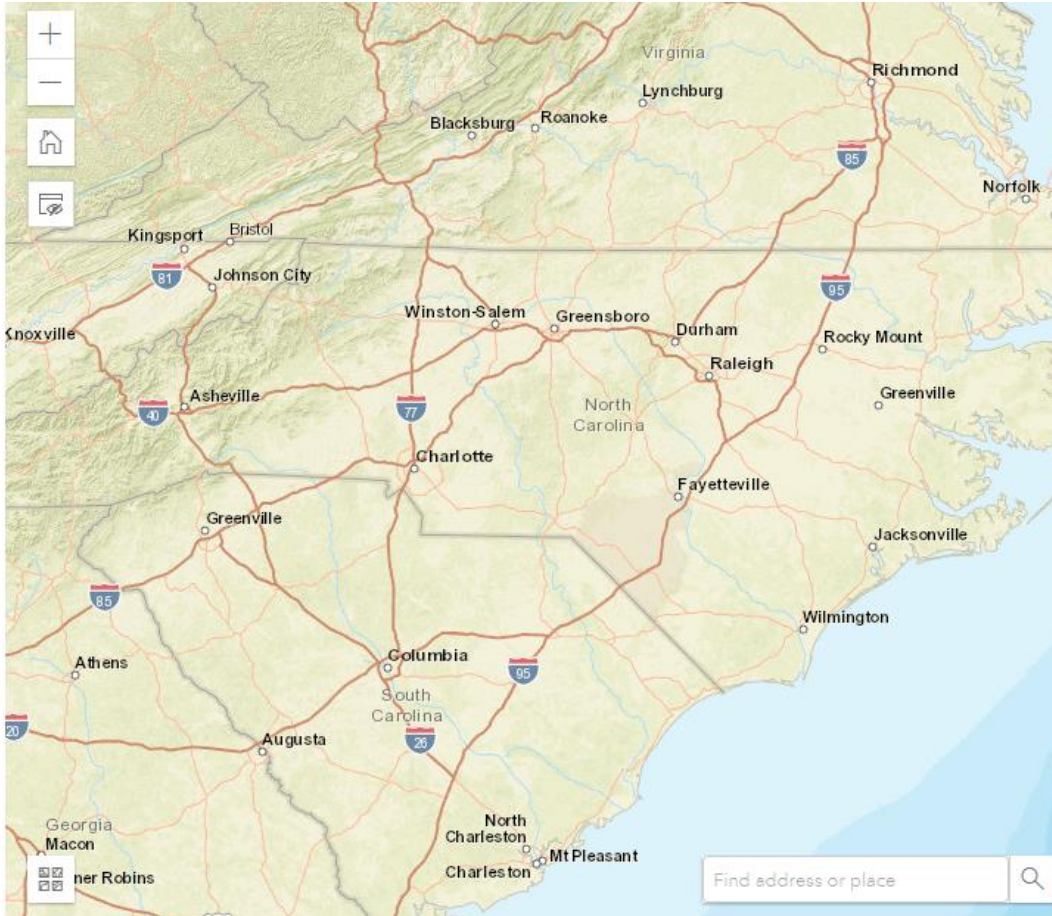 Virginia
Richmond
Lynchburg
Roanoke
Blacksburg
85
Norfolk
Kingsport
Bristol
81
Johnson City
95
Knoxville
Winston-Salem
Greensboro
Durham
Rocky Mount
Raleigh
Asheville
40
77
North
Carolina
Greenville
Charlotte
Fayetteville
Greenville
Jacksonville
85
Wilmington
Athens
Columbia
95
South
Carolina
20
26
Augusta
Georgia
Macon
ner Robins
North
Charleston
Mt Pleasant
Charleston
Find address or place